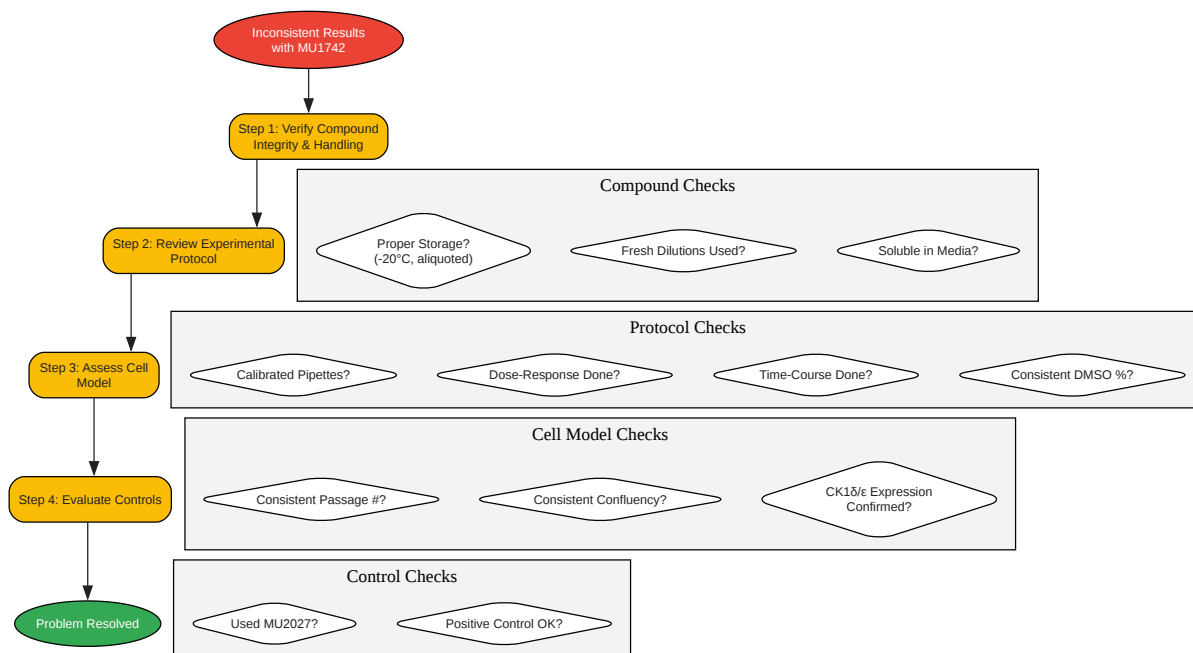 Inconsistent Results
with MU1742
Step 1: Verify Compound
Integrity & Handling
Compound Checks
Proper Storage?
(-20°C, aliquoted)
Fresh Dilutions Used?
Soluble in Media?
Step 2: Review Experimental
Protocol
Protocol Checks
Calibrated Pipettes?
Dose-Response Done?
Time-Course Done?
Consistent DMSO %?
Step 3: Assess Cell
Model
Cell Model Checks
Consistent Passage #?
Consistent Confluency?
CK1δ/ε Expression
Confirmed?
Step 4: Evaluate Controls
Control Checks
Used MU2027?
Positive Control OK?
Problem Resolved